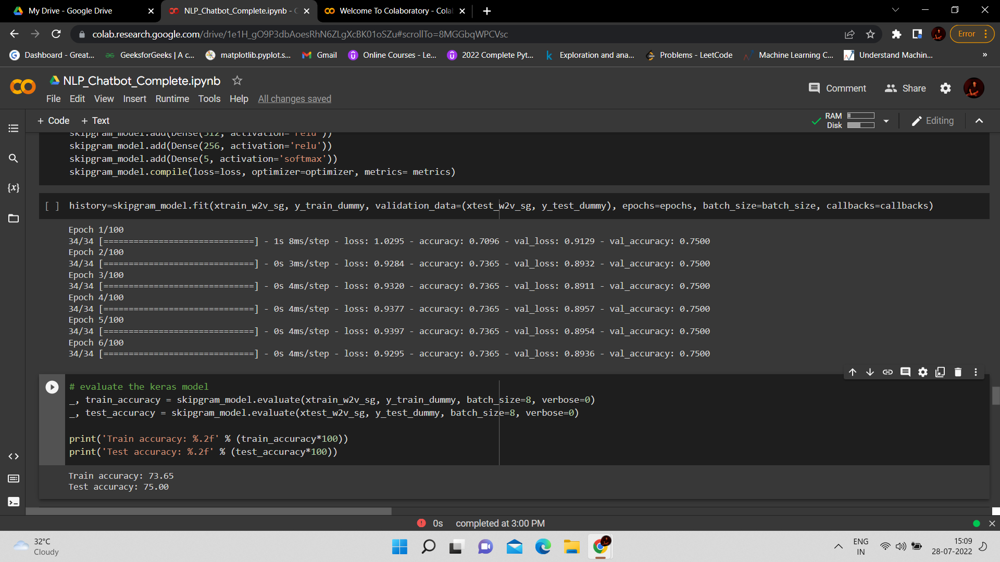 My Drive - Google Drive
NLP_Chatbot_Complete.ipynb - C
Welcome To Colaboratory - Cola
colab.research.google.com/drive/1e1H_gO9P3dbAoesRhN6ZLgXcBK01oSZu#scrollTo=8MGGbqWPCVsc
Error
Dashboard - Great...
GeeksforGeeks | A c...
matplotlib.pyplot.s...
Gmail
Online Courses - Le...
2022 Complete Pyt...
Exploration and ana...
Problems - LeetCode
Machine Learning C...
Understand Machin...
»
NLP_Chatbot_Complete.ipynb
Comment
Share
File Edit View Insert Runtime Tools Help All changes saved
+ Code + Text
RAM
Disk
Editing
skipgram_model.add(Dense(512, activation='relu'))
skipgram_model.add(Dense(256, activation='relu'))
skipgram_model.add(Dense(5, activation='softmax'))
skipgram_model.compile(loss=loss, optimizer=optimizer, metrics= metrics)
[ ] history=skipgram_model.fit(xtrain_w2v_sg, y_train_dummy, validation_data=(xtest_w2v_sg, y_test_dummy), epochs=epochs, batch_size=batch_size, callbacks=callbacks)
Epoch 1/100
34/34 [==============================] - 1s 8ms/step - loss: 1.0295 - accuracy: 0.7096 - val_loss: 0.9129 - val_accuracy: 0.7500
Epoch 2/100
34/34 [==============================] - 0s 3ms/step - loss: 0.9284 - accuracy: 0.7365 - val_loss: 0.8932 - val_accuracy: 0.7500
Epoch 3/100
34/34 [==============================] - 0s 4ms/step - loss: 0.9320 - accuracy: 0.7365 - val_loss: 0.8911 - val_accuracy: 0.7500
Epoch 4/100
34/34 [==============================] - 0s 4ms/step - loss: 0.9377 - accuracy: 0.7365 - val_loss: 0.8957 - val_accuracy: 0.7500
Epoch 5/100
34/34 [==============================] - 0s 4ms/step - loss: 0.9397 - accuracy: 0.7365 - val_loss: 0.8954 - val_accuracy: 0.7500
Epoch 6/100
34/34 [==============================] - 0s 4ms/step - loss: 0.9295 - accuracy: 0.7365 - val_loss: 0.8936 - val_accuracy: 0.7500
# evaluate the keras model
_, train_accuracy = skipgram_model.evaluate(xtrain_w2v_sg, y_train_dummy, batch_size=8, verbose=0)
_, test_accuracy = skipgram_model.evaluate(xtest_w2v_sg, y_test_dummy, batch_size=8, verbose=0)
print('Train accuracy: %.2f' % (train_accuracy*100))
print('Test accuracy: %.2f' % (test_accuracy*100))
Train accuracy: 73.65
Test accuracy: 75.00
0s completed at 3:00 PM
32°C
Cloudy
ENG
IN
15:09
28-07-2022